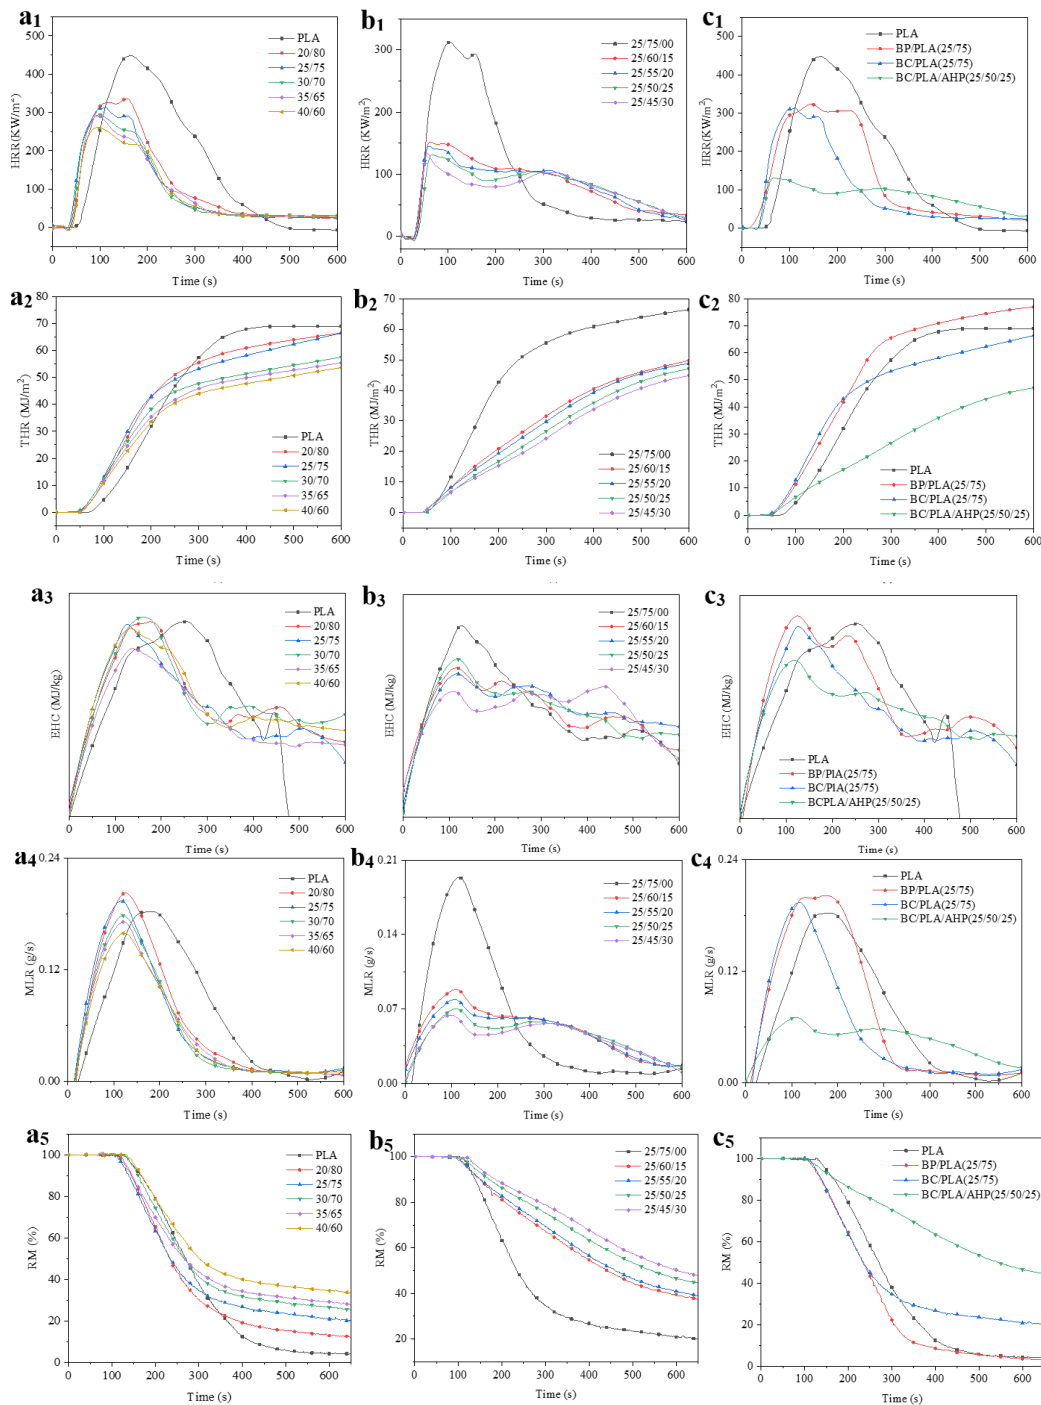 a1
HRR(KW/m²)
500
400
300
200
100
0
0 100 200 300 400 500 600
Time (s)
PLA
20/80
25/75
30/70
35/65
40/60
b1
HRR (KW/m²)
300
200
100
0
0 100 200 300 400 500 600
Time (s)
25/75/00
25/60/15
25/55/20
25/50/25
25/45/30
c1
HRR(KW/m²)
500
400
300
200
100
0
0 100 200 300 400 500 600
Time (s)
PLA
BP/PLA(25/75)
BC/PLA(25/75)
BC/PLA/AHP(25/50/25)
a2
THR (MJ/m²)
80
70
60
50
40
30
20
10
0
0 100 200 300 400 500 600
Time (s)
PLA
20/80
25/75
30/70
35/65
40/60
b2
THR (MJ/m²)
70
60
50
40
30
20
10
0
0 100 200 300 400 500 600
Time (s)
25/75/00
25/60/15
25/55/20
25/50/25
25/45/30
c2
THR (MJ/m²)
80
70
60
50
40
30
20
10
0
0 100 200 300 400 500 600
Time (s)
PLA
BP/PLA(25/75)
BC/PLA(25/75)
BC/PLA/AHP(25/50/25)
a3
EHC (MJ/kg)
0 100 200 300 400 500 600
Time (s)
PLA
20/80
25/75
30/70
35/65
40/60
b3
EHC (MJ/kg)
0 100 200 300 400 500 600
Time (s)
25/75/00
25/60/15
25/55/20
25/50/25
25/45/30
c3
EHC (MJ/kg)
0 100 200 300 400 500 600
Time (s)
PLA
BP/PIA(25/75)
BC/PIA(25/75)
BCPLA/AHP(25/50/25)
a4
MLR (g/s)
0.24
0.12
0.00
0 100 200 300 400 500 600
Time (s)
PLA
20/80
25/75
30/70
35/65
40/60
b4
MLR (g/s)
0.21
0.14
0.07
0.00
0 100 200 300 400 500 600
Time (s)
25/75/00
25/60/15
25/55/20
25/50/25
25/45/30
c4
MLR (g/s)
0.24
0.12
0.00
0 100 200 300 400 500 600
Time (s)
PLA
BP/PLA(25/75)
BC/PLA(25/75)
BC/PLA/AHP(25/50/25)
a5
RM (%)
100
80
60
40
20
0
0 100 200 300 400 500 600
Time (s)
PLA
20/80
25/75
30/70
35/65
40/60
b5
RM (%)
100
80
60
40
20
0 100 200 300 400 500 600
Time (s)
25/75/00
25/60/15
25/55/20
25/50/25
25/45/30
c5
RM (%)
100
80
60
40
20
0
0 100 200 300 400 500 600
Time (s)
PLA
BP/PLA(25/75)
BC/PLA(25/75)
BC/PLA/AHP(25/50/25)